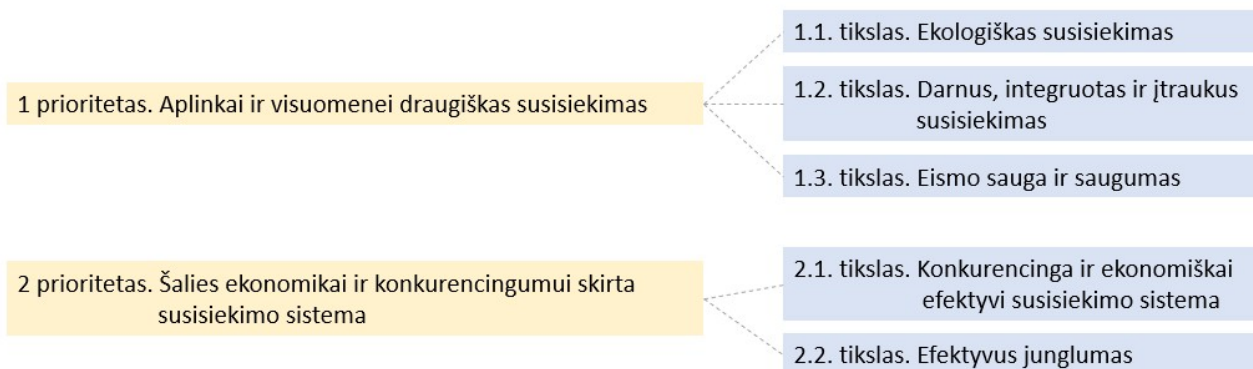 1 prioritetas. Aplinkai ir visuomenei draugiškas susisiekimas
1.1. tikslas. Ekologiškas susisiekimas
1.2. tikslas. Darnus, integruotas ir įtraukus
susisiekimas
1.3. tikslas. Eismo sauga ir saugumas
2 prioritetas. Šalies ekonomikai ir konkurencingumui skirta
susisiekimo sistema
2.1. tikslas. Konkurencinga ir ekonomiškai
efektyvi susisiekimo sistema
2.2. tikslas. Efektyvus junglumas